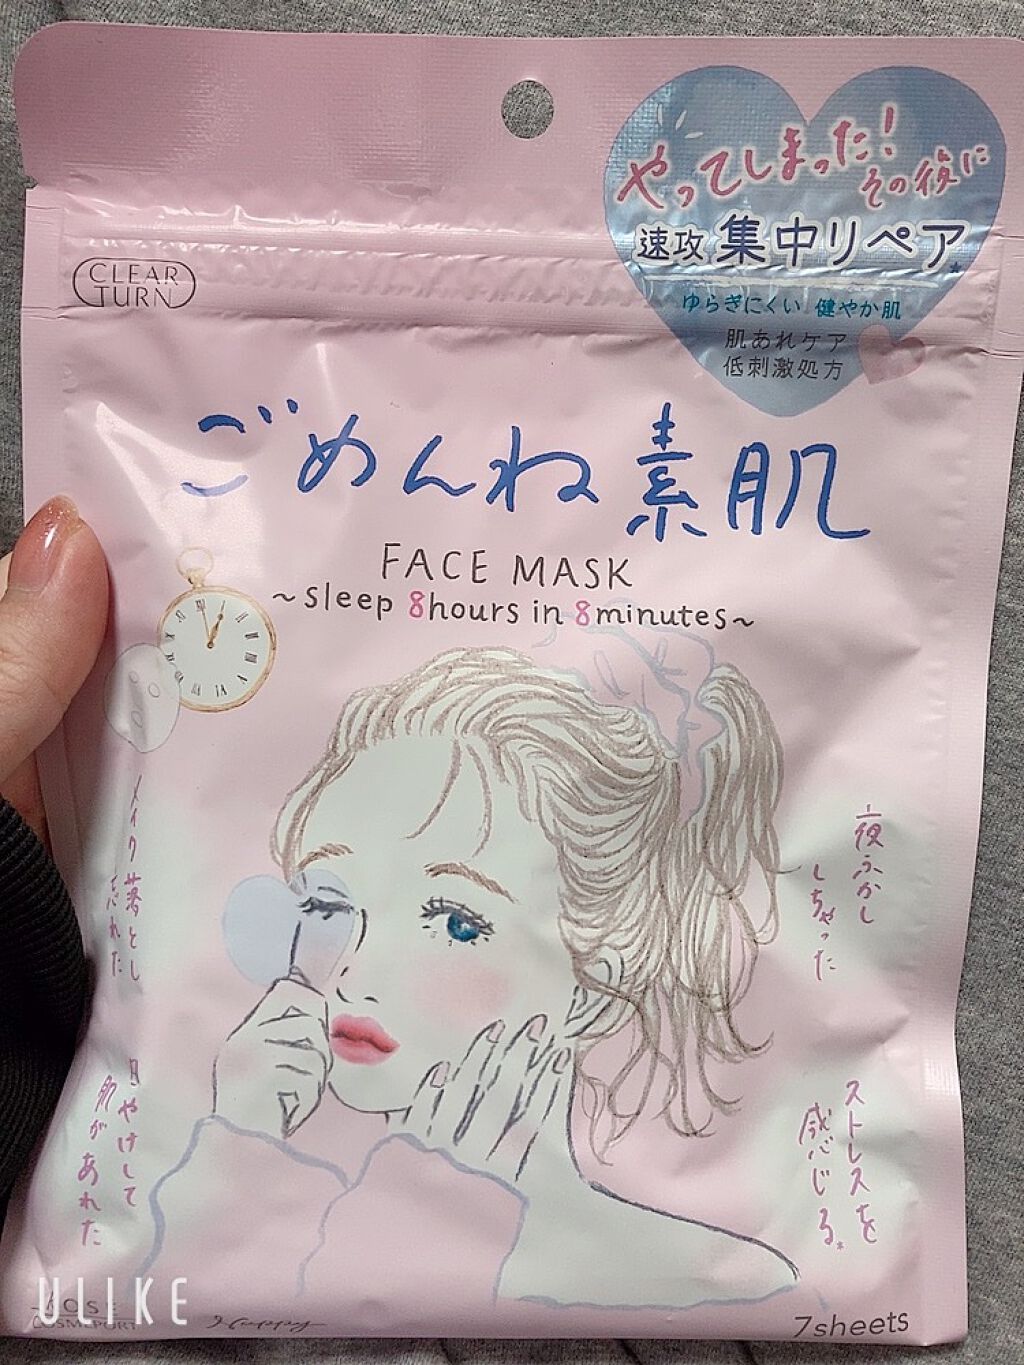 やってしまった!
その後に
速攻 集中リペア*
ゆらぎにくい 健やか肌
肌あれケア
低刺激処方
CLEAR
TURN
ごめんね素肌
FACE MASK
~sleep 8hours in 8minutes~
メイク落とし
忘れた
夜ふかし
しちゃった
日やけして
肌があれた
ストレスを
感じる*
ULIKE
KOSE
COSMEPORT
7sheets